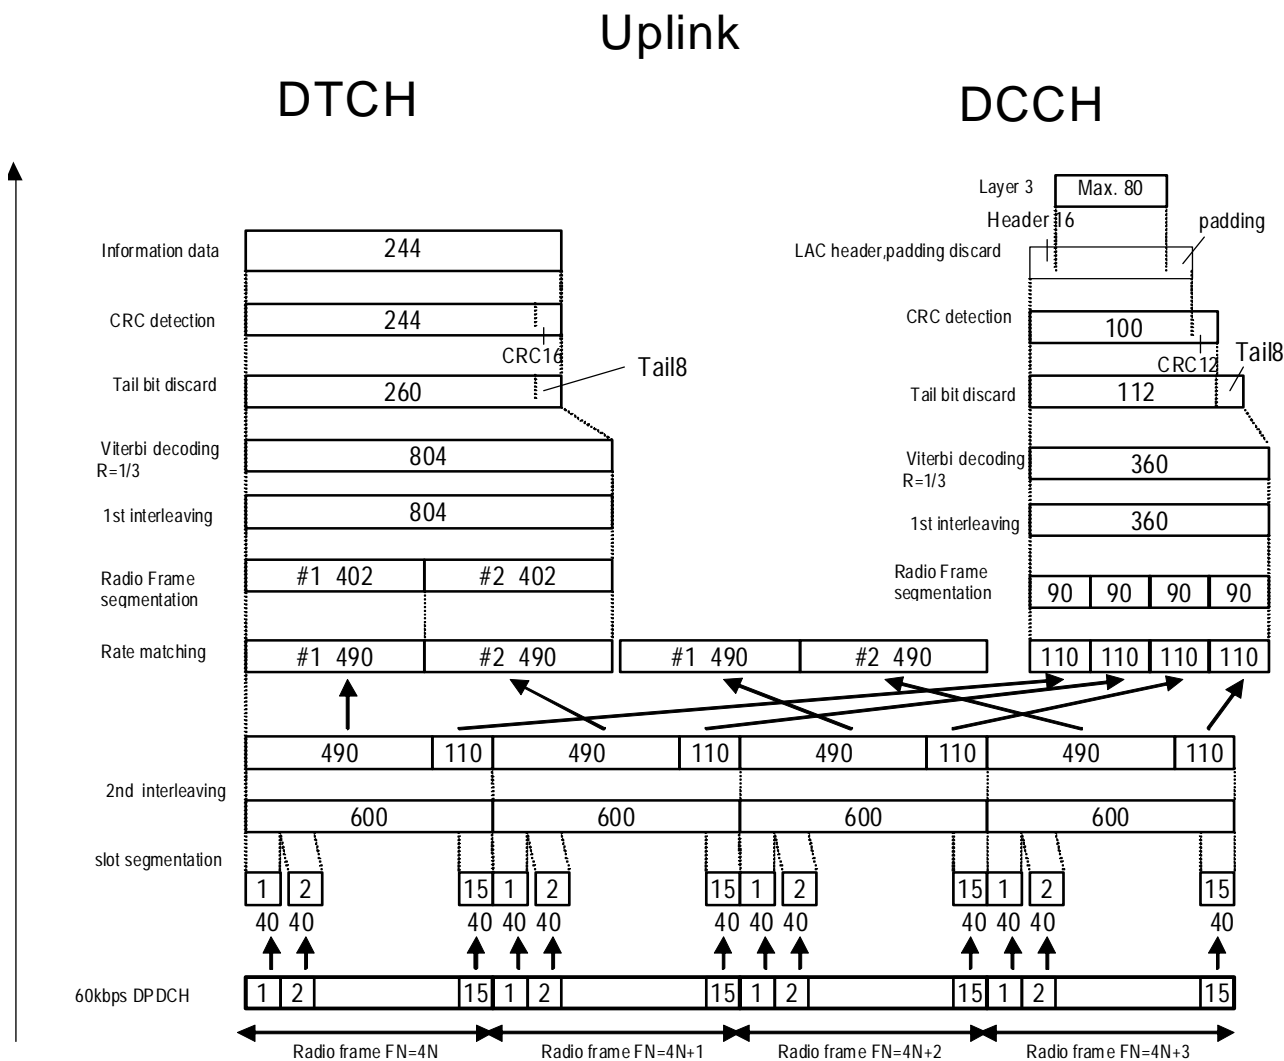 Uplink
DTCH
DCCH
Layer 3
Max. 80
Header 16
padding
Information data
244
LAC header,padding discard
CRC detection
244
CRC16
CRC detection
100
CRC12
Tail8
Tail8
Tail bit discard
260
Tail bit discard
112
Viterbi decoding
R=1/3
804
Viterbi decoding
R=1/3
360
1st interleaving
804
1st interleaving
360
Radio Frame
segmentation
#1 402
#2 402
Radio Frame
segmentation
90 90 90 90
Rate matching
#1 490
#2 490
#1 490
#2 490
110 110 110 110
490 110 490 110 490 110 490 110
2nd interleaving
600 600 600 600
slot segmentation
1 2 15 1 2 15 1 2 15 1 2 15
40 40 40 40 40 40 40 40 40 40 40 40
60kbps DPDCH
1 2 15 1 2 15 1 2 15 1 2 15
Radio frame FN=4N
Radio frame FN=4N+1
Radio frame FN=4N+2
Radio frame FN=4N+3